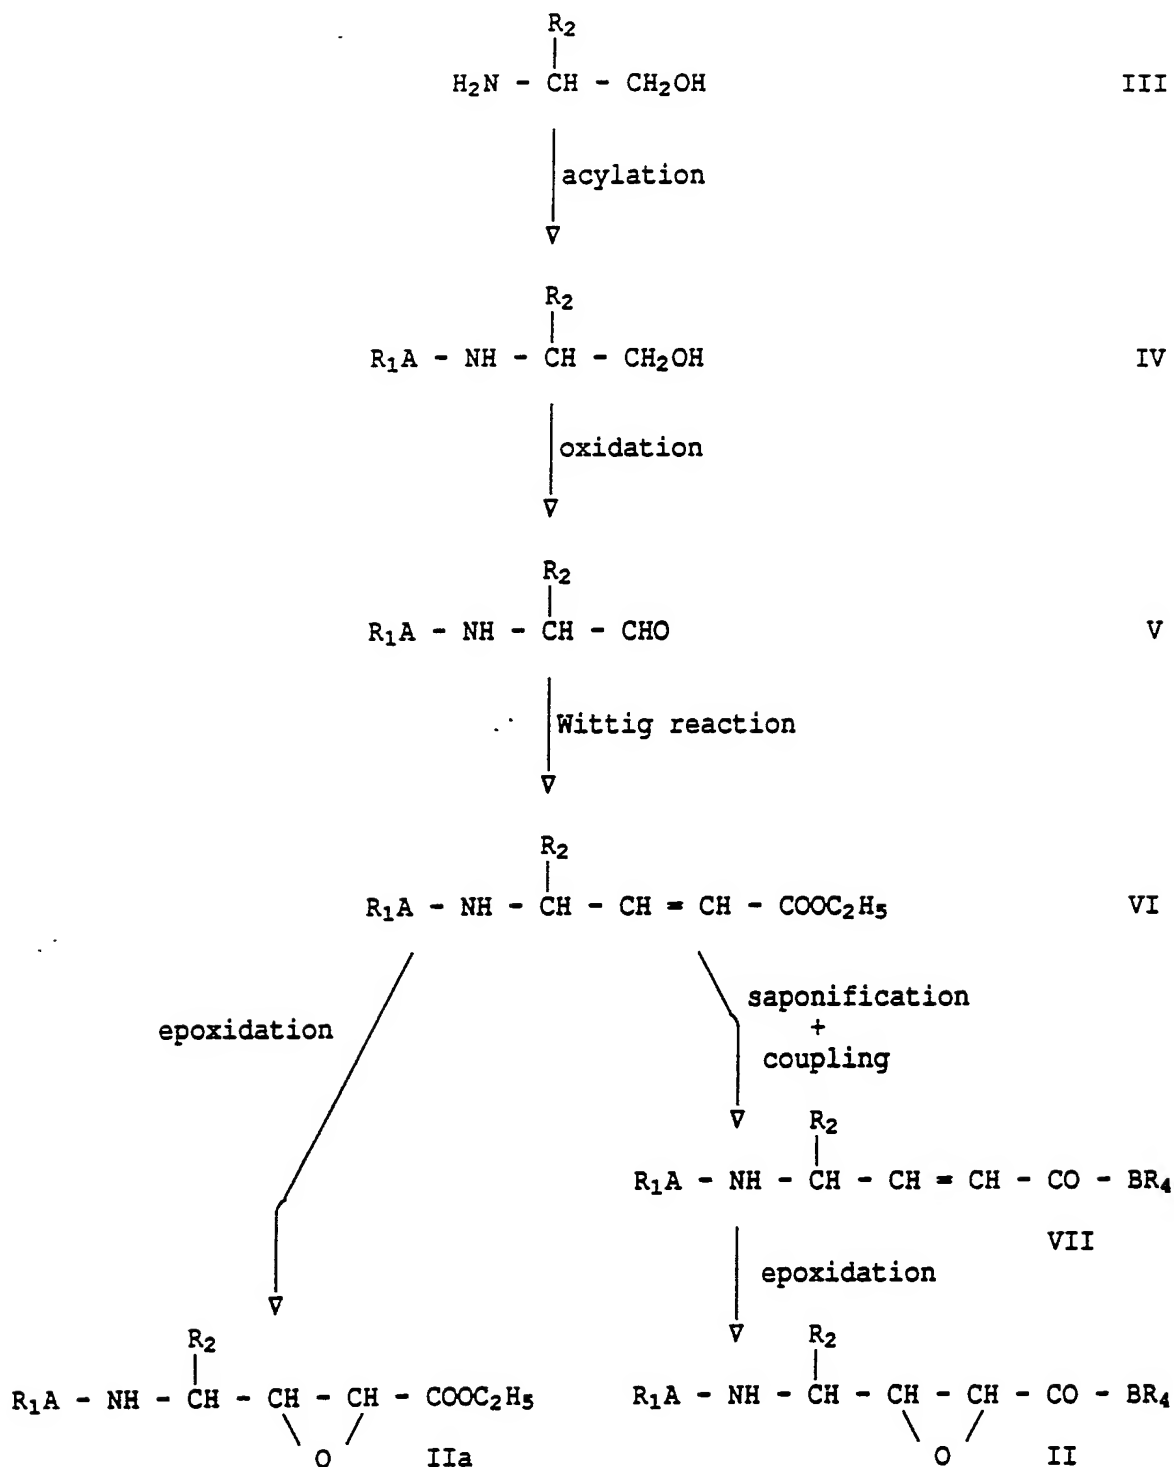 R₂
H₂N - CH - CH₂OH III
acylation
R₂
R₁A - NH - CH - CH₂OH IV
oxidation
R₂
R₁A - NH - CH - CHO V
Wittig reaction
R₂
R₁A - NH - CH - CH = CH - COOC₂H₅ VI
epoxidation
saponification
+
coupling
R₂
R₁A - NH - CH - CH = CH - CO - BR₄
VII
epoxidation
R₂
R₁A - NH - CH - CH - CH - COOC₂H₅
O IIa
R₂
R₁A - NH - CH - CH - CH - CO - BR₄
O II